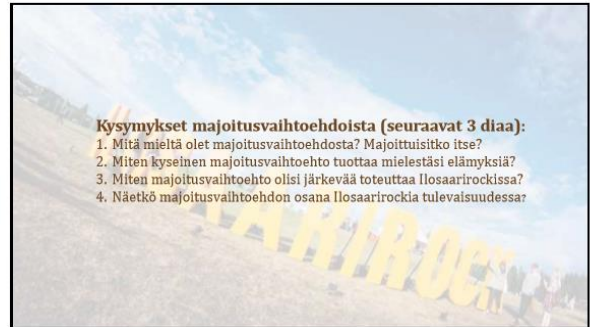 Kysymykset majoitusvaihtoehdoista (seuraavat 3 diaa):
1. Mitä mieltä olet majoitusvaihtoehdosta? Majoittuisitko itse?
2. Miten kyseinen majoitusvaihtoehto tuottaa mielestäsi elämyksiä?
3. Miten majoitusvaihtoehto olisi järkevää toteuttaa Ilosaarirockissa?
4. Näetkö majoitusvaihtoehdon osana Ilosaarirockia tulevaisuudessa?
#ILOSAARIROCK